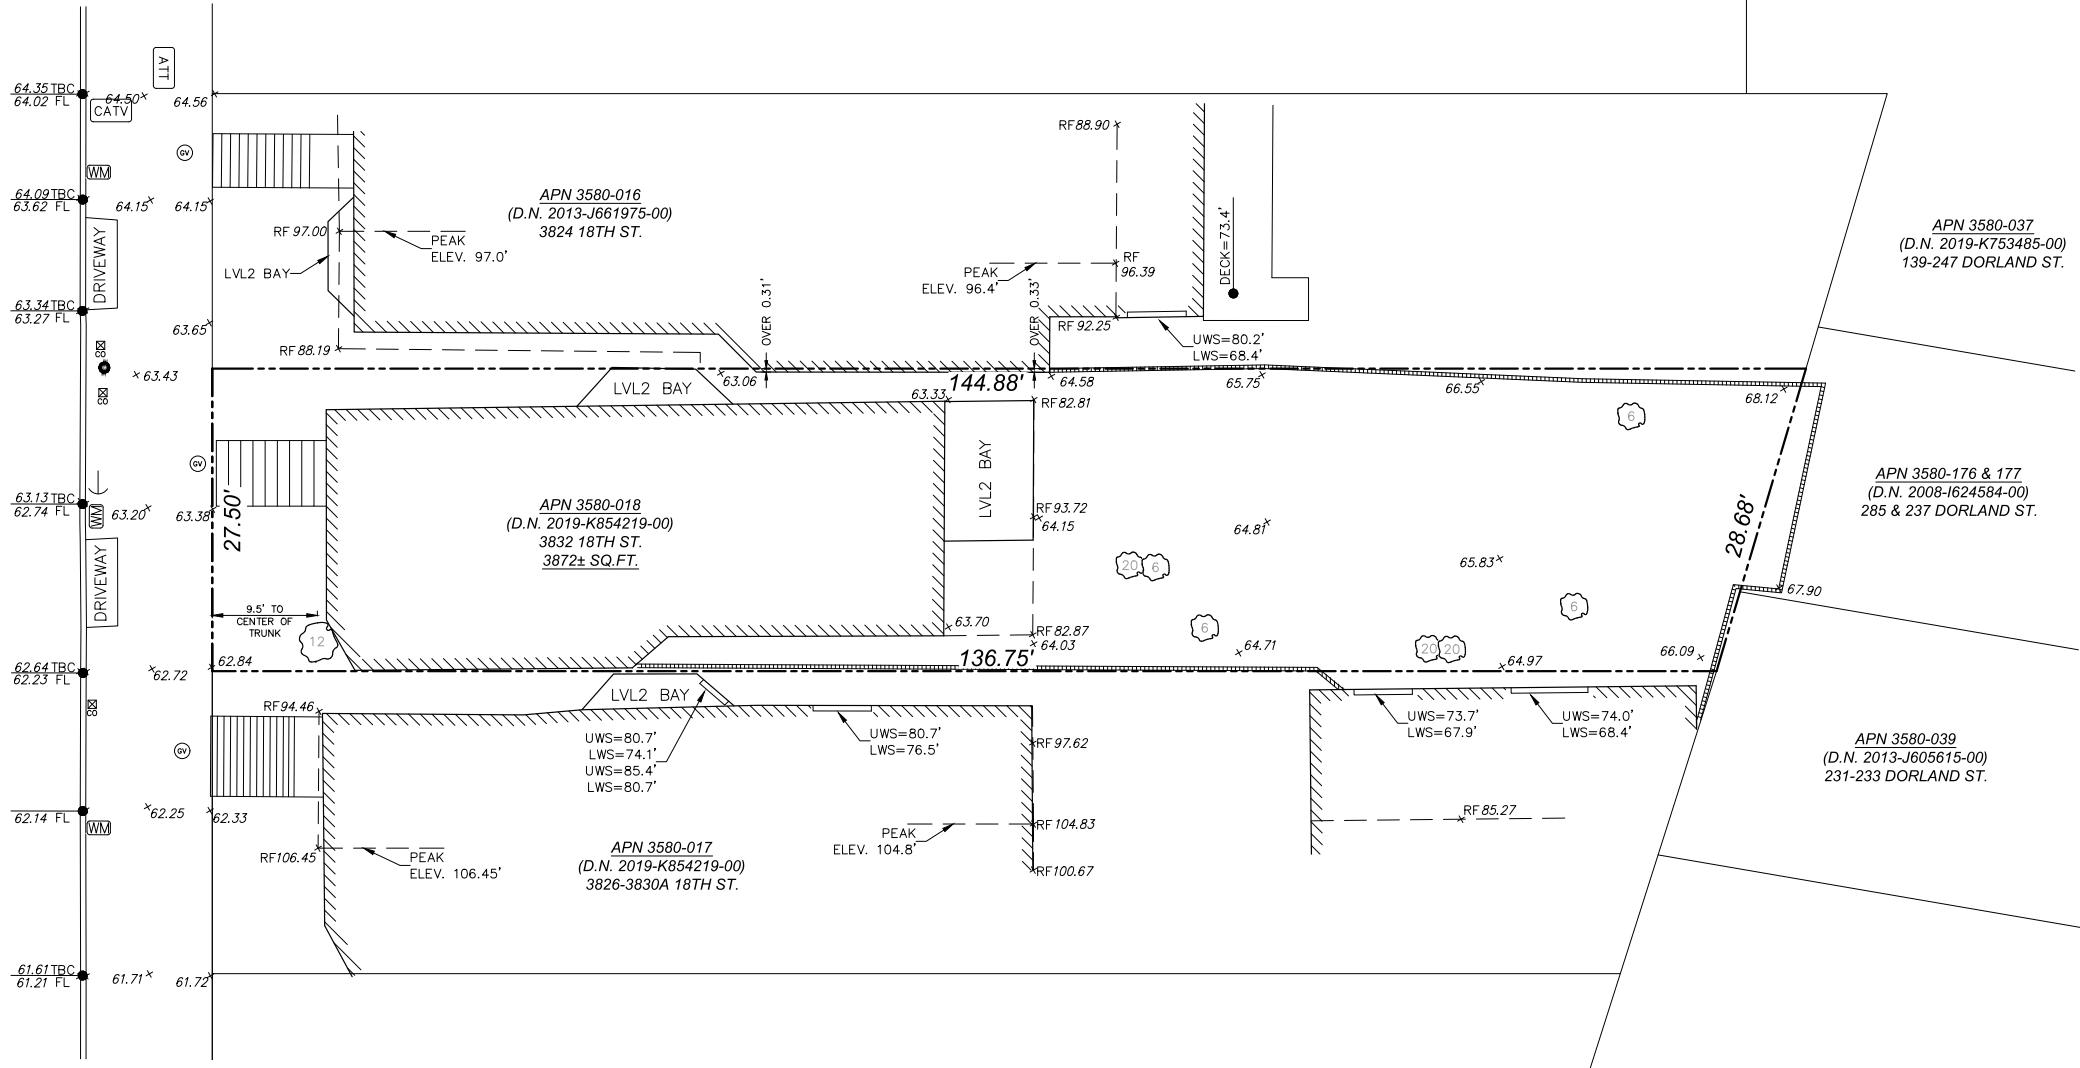 ATT
64.35 TBC
64.02 FL
64.50
CATV
64.56
GV
WM
64.09 TBC
63.62 FL
64.15
64.15
DRIVEWAY
63.34 TBC
63.27 FL
63.65
63.43
RF 97.00
PEAK
ELEV. 97.0'
LVL2 BAY
RF 88.19
APN 3580-016
(D.N. 2013-J661975-00)
3824 18TH ST.
RF 88.90
PEAK
ELEV. 96.4'
RF
96.39
DECK=73.4'
OVER 0.31'
OVER 0.33'
RF 92.25
UWS=80.2'
LWS=68.4'
APN 3580-037
(D.N. 2019-K753485-00)
139-247 DORLAND ST.
63.06
144.88'
64.58
65.75
66.55
68.12
LVL2 BAY
63.33
RF 82.81
6
GV
27.50'
63.13 TBC
62.74 FL
WM
63.20
63.38
APN 3580-018
(D.N. 2019-K854219-00)
3832 18TH ST.
3872± SQ.FT.
LVL2 BAY
RF 93.72
64.15
64.81
65.83
28.68'
APN 3580-176 & 177
(D.N. 2008-I624584-00)
285 & 237 DORLAND ST.
20
6
6
6
67.90
DRIVEWAY
9.5' TO
CENTER OF
TRUNK
12
63.70
RF 82.87
64.03
64.71
20
20
66.09
62.64 TBC
62.23 FL
62.72
62.84
136.75'
64.97
LVL2 BAY
RF 94.46
UWS=80.7'
LWS=74.1'
UWS=85.4'
LWS=80.7'
UWS=80.7'
LWS=76.5'
RF 97.62
UWS=73.7'
LWS=67.9'
UWS=74.0'
LWS=68.4'
GV
APN 3580-039
(D.N. 2013-J605615-00)
231-233 DORLAND ST.
62.14 FL
62.25
62.33
WM
RF 106.45
PEAK
ELEV. 106.45'
APN 3580-017
(D.N. 2019-K854219-00)
3826-3830A 18TH ST.
PEAK
ELEV. 104.8'
RF 104.83
RF 85.27
RF 100.67
61.61 TBC
61.21 FL
61.71
61.72